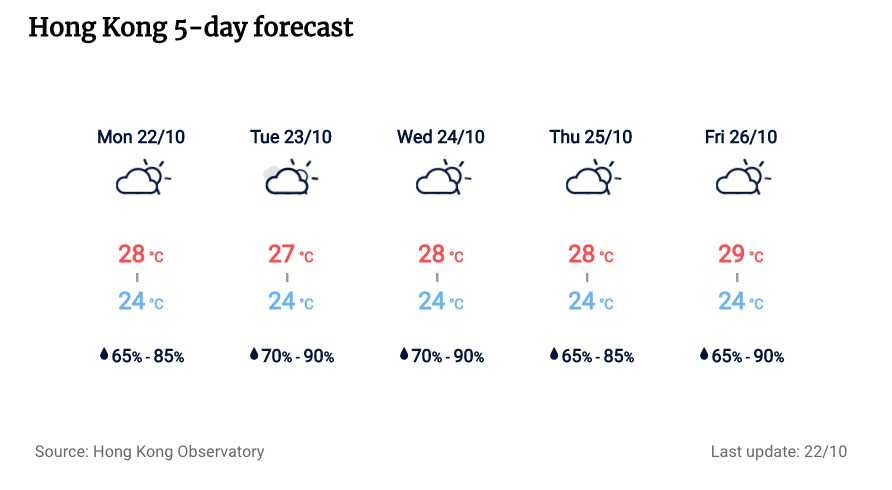 Hong Kong 5-day forecast
Mon 22/10 Tue 23/10 Wed 24/10 Thu 25/10 Fri 26/10
28 °C 27 °C 28 °C 28 °C 29 °C
24 °C 24 °C 24 °C 24 °C 24 °C
65% - 85% 70% - 90% 70% - 90% 65% - 85% 65% - 90%
Source: Hong Kong Observatory Last update: 22/10